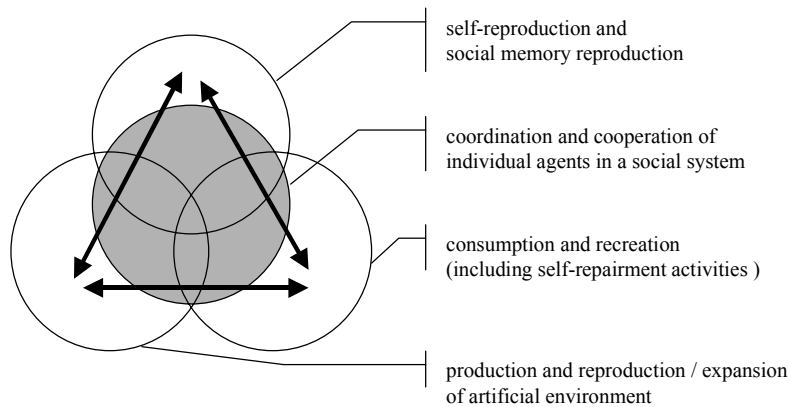 self-reproduction and
social memory reproduction
coordination and cooperation of
individual agents in a social system
consumption and recreation
(including self-repairment activities )
production and reproduction / expansion
of artificial environment